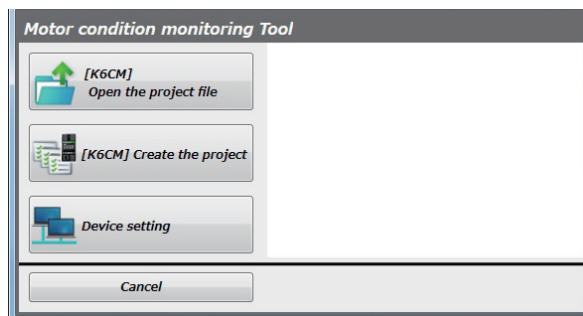 Motor condition monitoring Tool
[K6CM]
Open the project file
[K6CM] Create the project
Device setting
Cancel